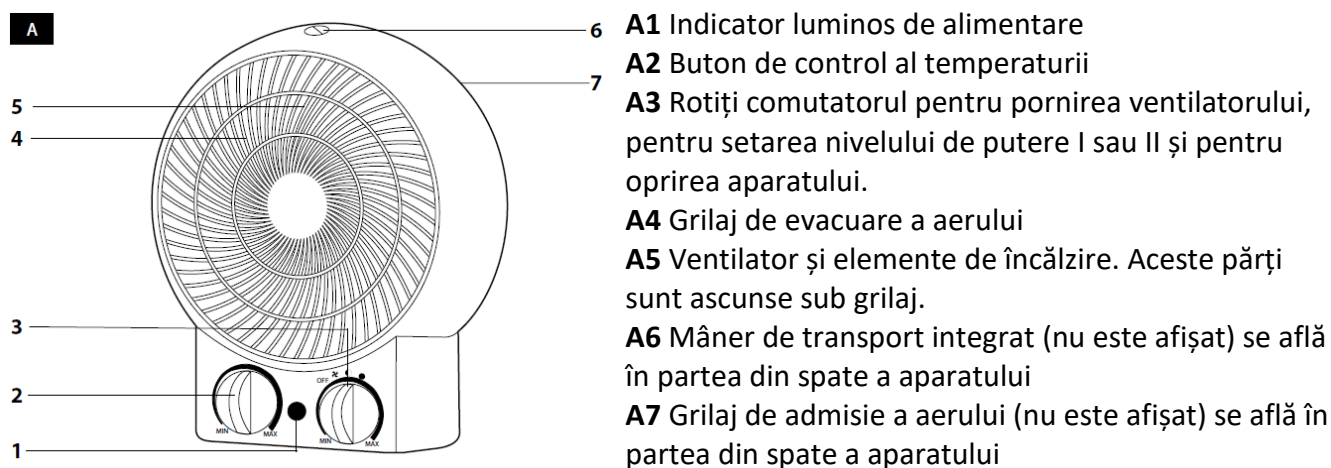 A
6
7
5
4
3
2
1
OFF
MIN
MAX
MIN
MAX
A1 Indicator luminos de alimentare
A2 Buton de control al temperaturii
A3 Rotiți comutatorul pentru pornirea ventilatorului,
pentru setarea nivelului de putere I sau II și pentru
oprirea aparatului.
A4 Grilaj de evacuare a aerului
A5 Ventilator și elemente de încălzire. Aceste părți
sunt ascunse sub grilaj.
A6 Mâner de transport integrat (nu este afișat) se află
în partea din spate a aparatului
A7 Grilaj de admisie a aerului (nu este afișat) se află în
partea din spate a aparatului